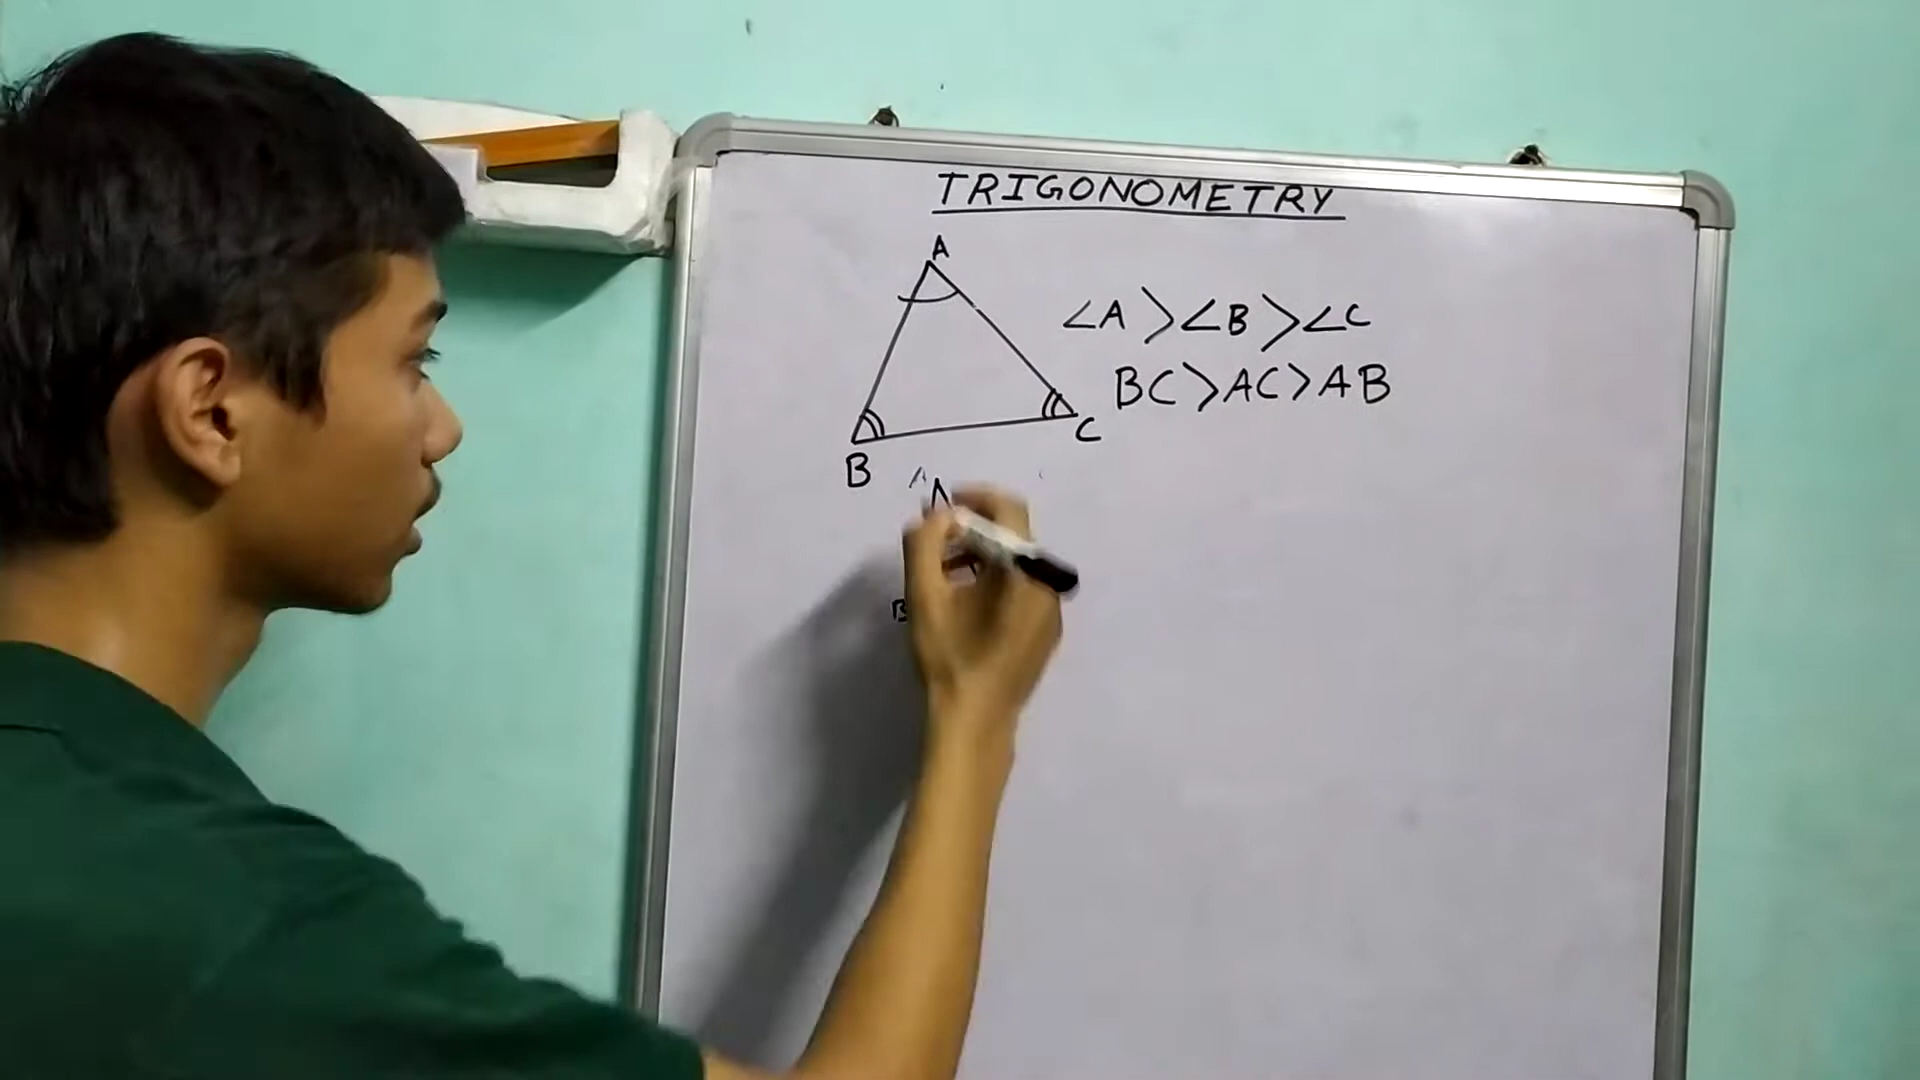 TRIGONOMETRY
A
∠A > ∠B > ∠C
BC > AC > AB
C
B
A
B